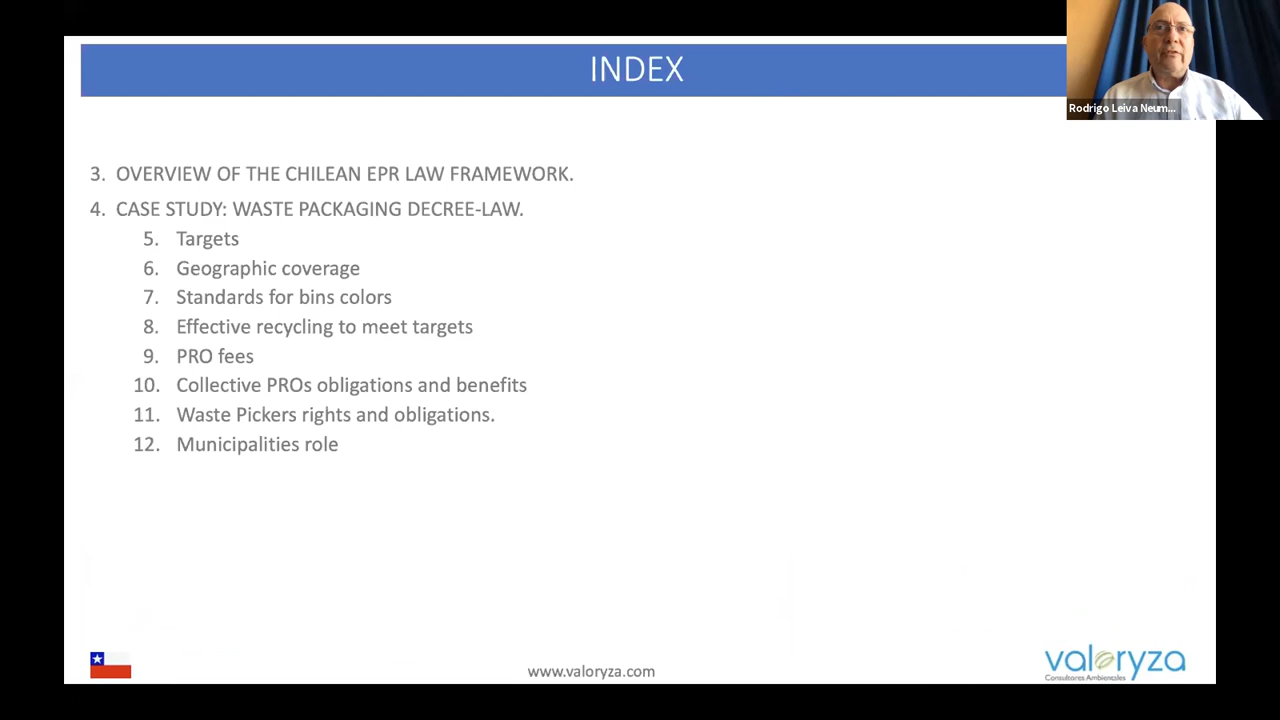 INDEX
Rodrigo Leiva Neum...
3. OVERVIEW OF THE CHILEAN EPR LAW FRAMEWORK.
4. CASE STUDY: WASTE PACKAGING DECREE-LAW.
5. Targets
6. Geographic coverage
7. Standards for bins colors
8. Effective recycling to meet targets
9. PRO fees
10. Collective PROs obligations and benefits
11. Waste Pickers rights and obligations.
12. Municipalities role
www.valoryza.com
valoryza
Consultores Ambientales